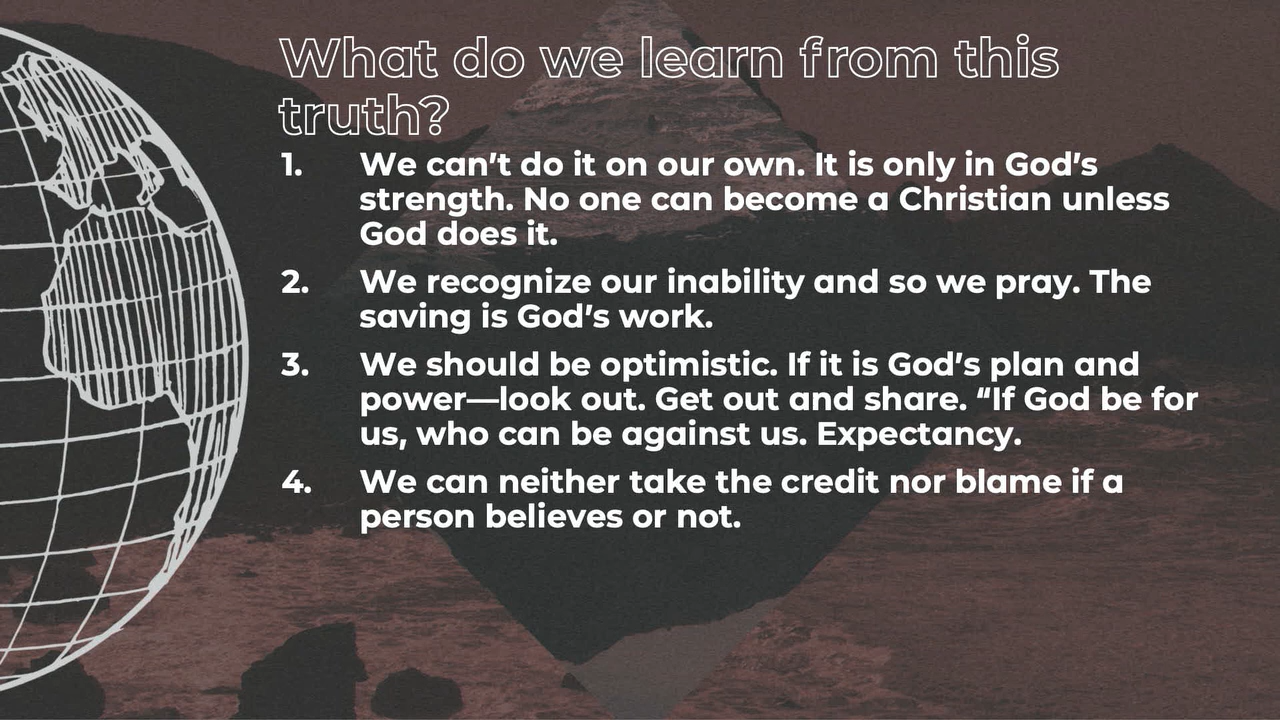 What do we learn from this
truth?
1. We can't do it on our own. It is only in God's
strength. No one can become a Christian unless
God does it.
2. We recognize our inability and so we pray. The
saving is God's work.
3. We should be optimistic. If it is God's plan and
power—look out. Get out and share. “If God be for
us, who can be against us. Expectancy.
4. We can neither take the credit nor blame if a
person believes or not.